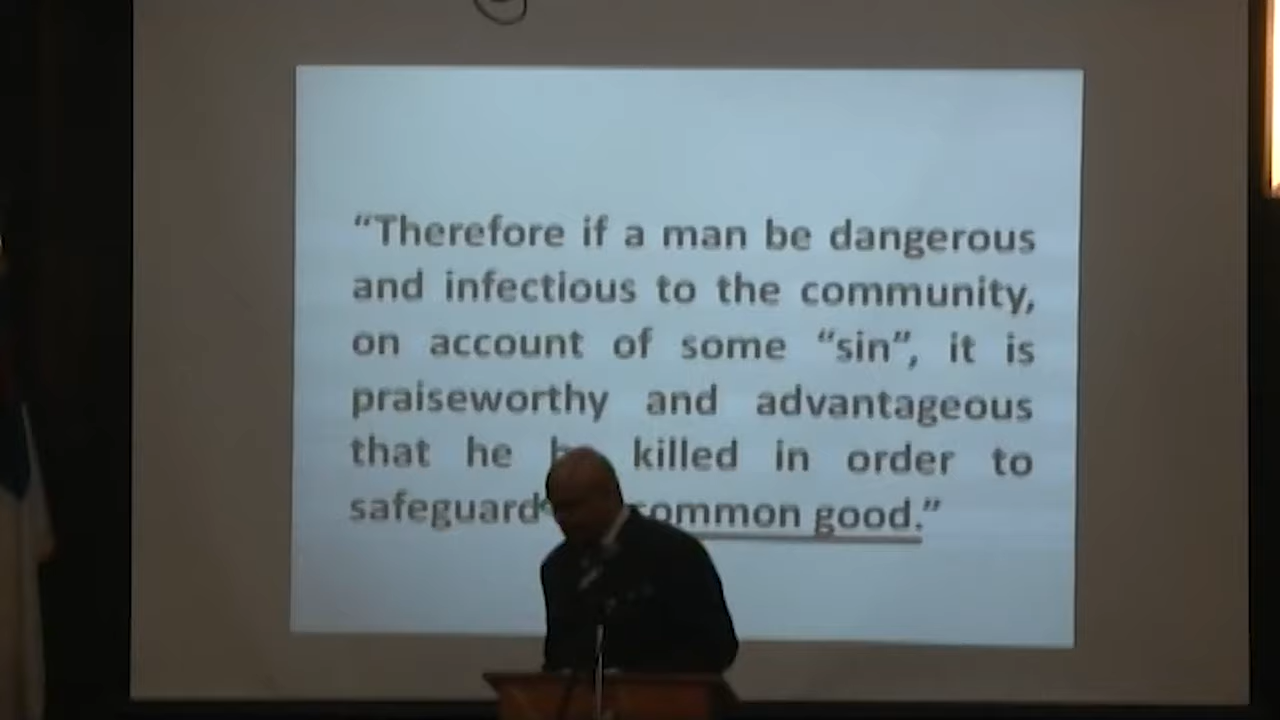 “Therefore if a man be dangerous
and infectious to the community,
on account of some “sin”, it is
praiseworthy and advantageous
that he killed in order to
safeguard common good.”